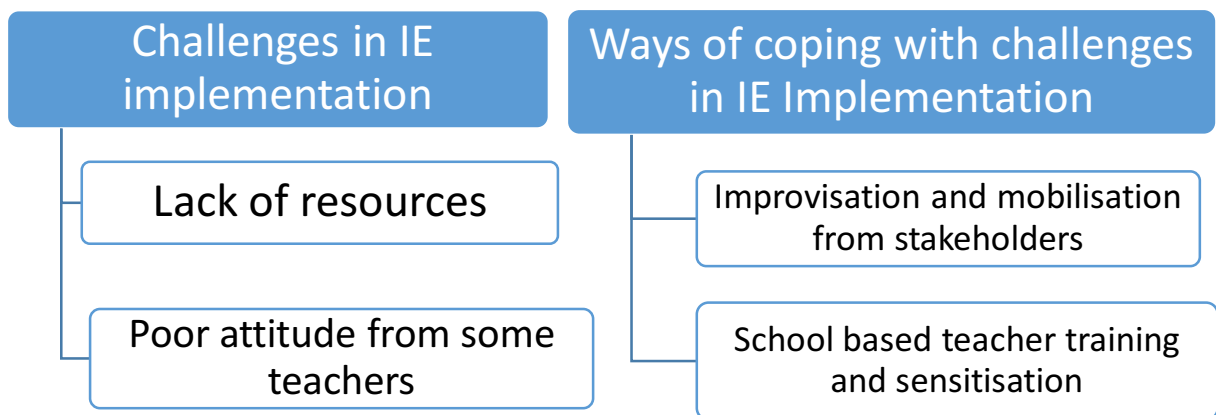 Challenges in IE
implementation
Lack of resources
Poor attitude from some
teachers
Ways of coping with challenges
in IE Implementation
Improvisation and mobilisation
from stakeholders
School based teacher training
and sensitisation